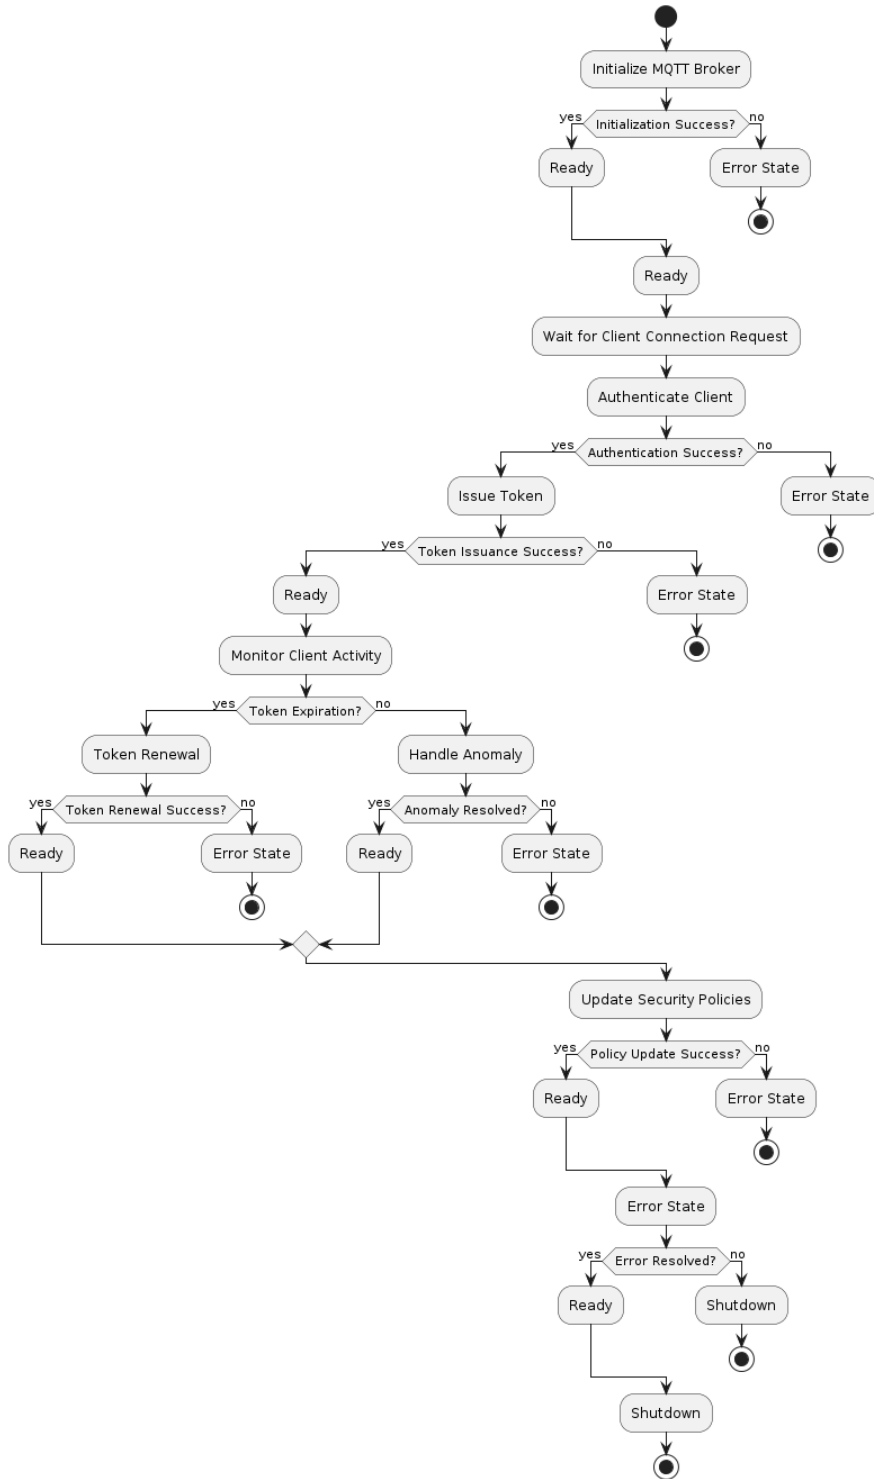 Initialize MQTT Broker
yes
Initialization Success?
no
Ready
Error State
Ready
Wait for Client Connection Request
Authenticate Client
yes
Authentication Success?
no
Issue Token
Error State
yes
Token Issuance Success?
no
Ready
Error State
Monitor Client Activity
yes
Token Expiration?
no
Token Renewal
Handle Anomaly
yes
Token Renewal Success?
no
yes
Anomaly Resolved?
no
Ready
Error State
Ready
Error State
Update Security Policies
yes
Policy Update Success?
no
Ready
Error State
Error State
yes
Error Resolved?
no
Ready
Shutdown
Shutdown